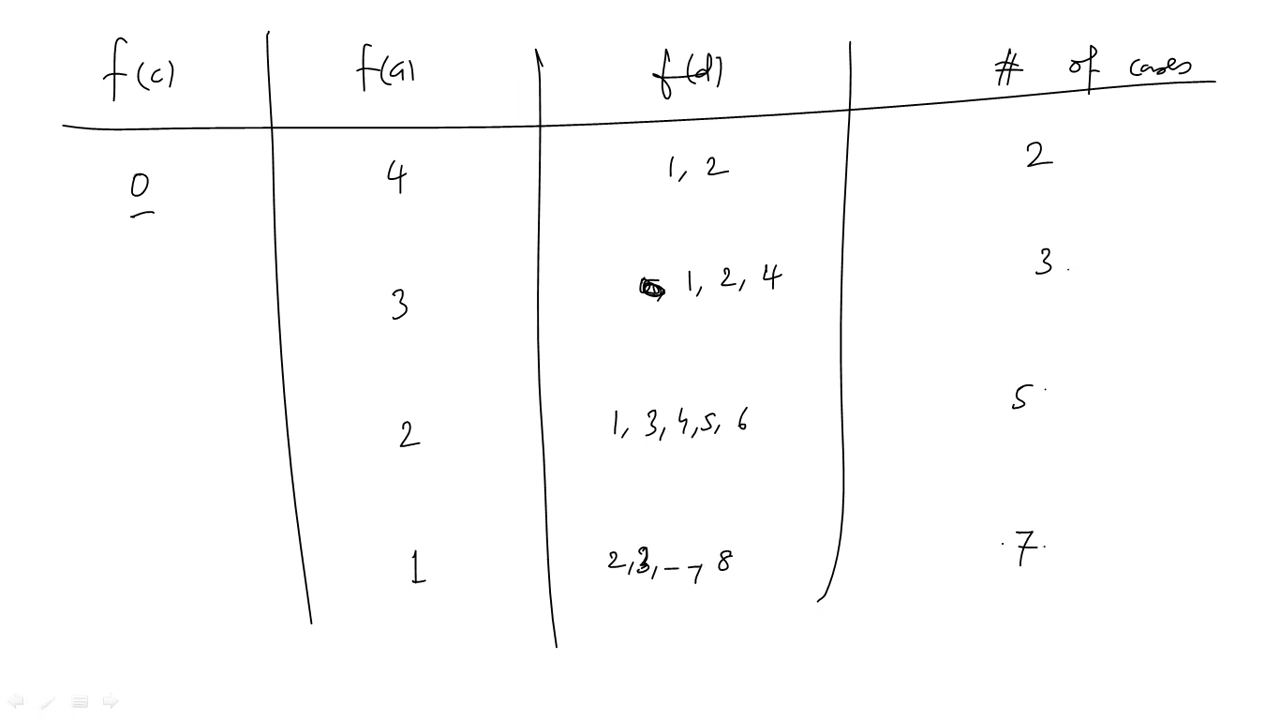 f(c) f(a) f(d) # of cases
0 4 1, 2 2
3 1, 2, 4 3.
2 1, 3, 4, 5, 6 5.
1 2, 3, - , 8 .7.